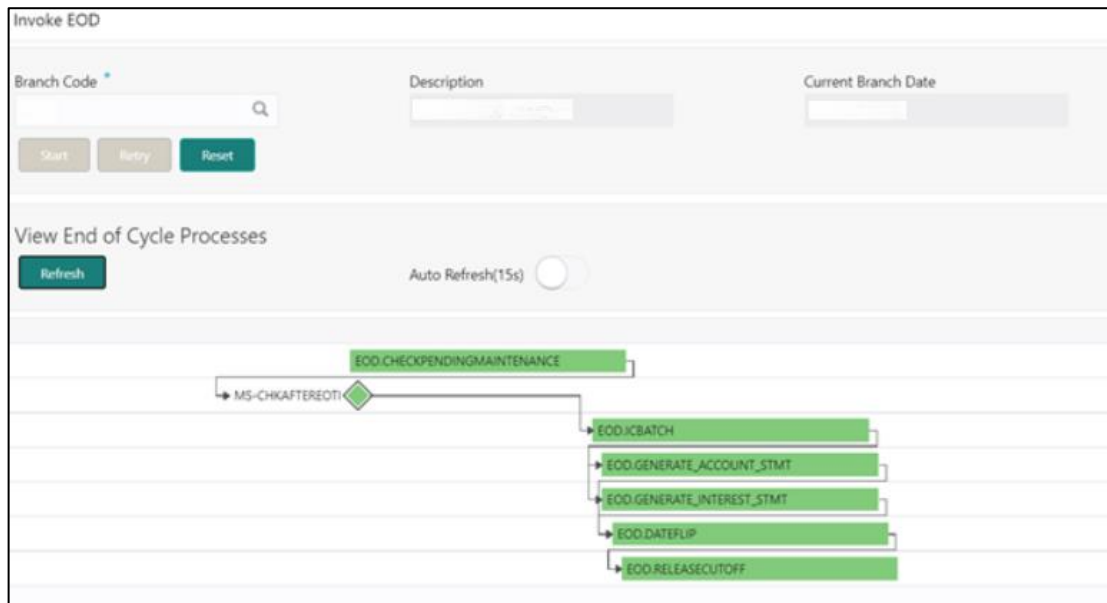 Invoke EOD
Branch Code * Description Current Branch Date
Start Retry Reset
View End of Cycle Processes
Refresh Auto Refresh(15s)
EOD.CHECKPENDINGMAINTENANCE
MS-CHKAFTEREOTI
EOD.ICBATCH
EOD.GENERATE_ACCOUNT_STMT
EOD.GENERATE_INTEREST_STMT
EOD.DATEFLIP
EOD.RELEASECUTOFF